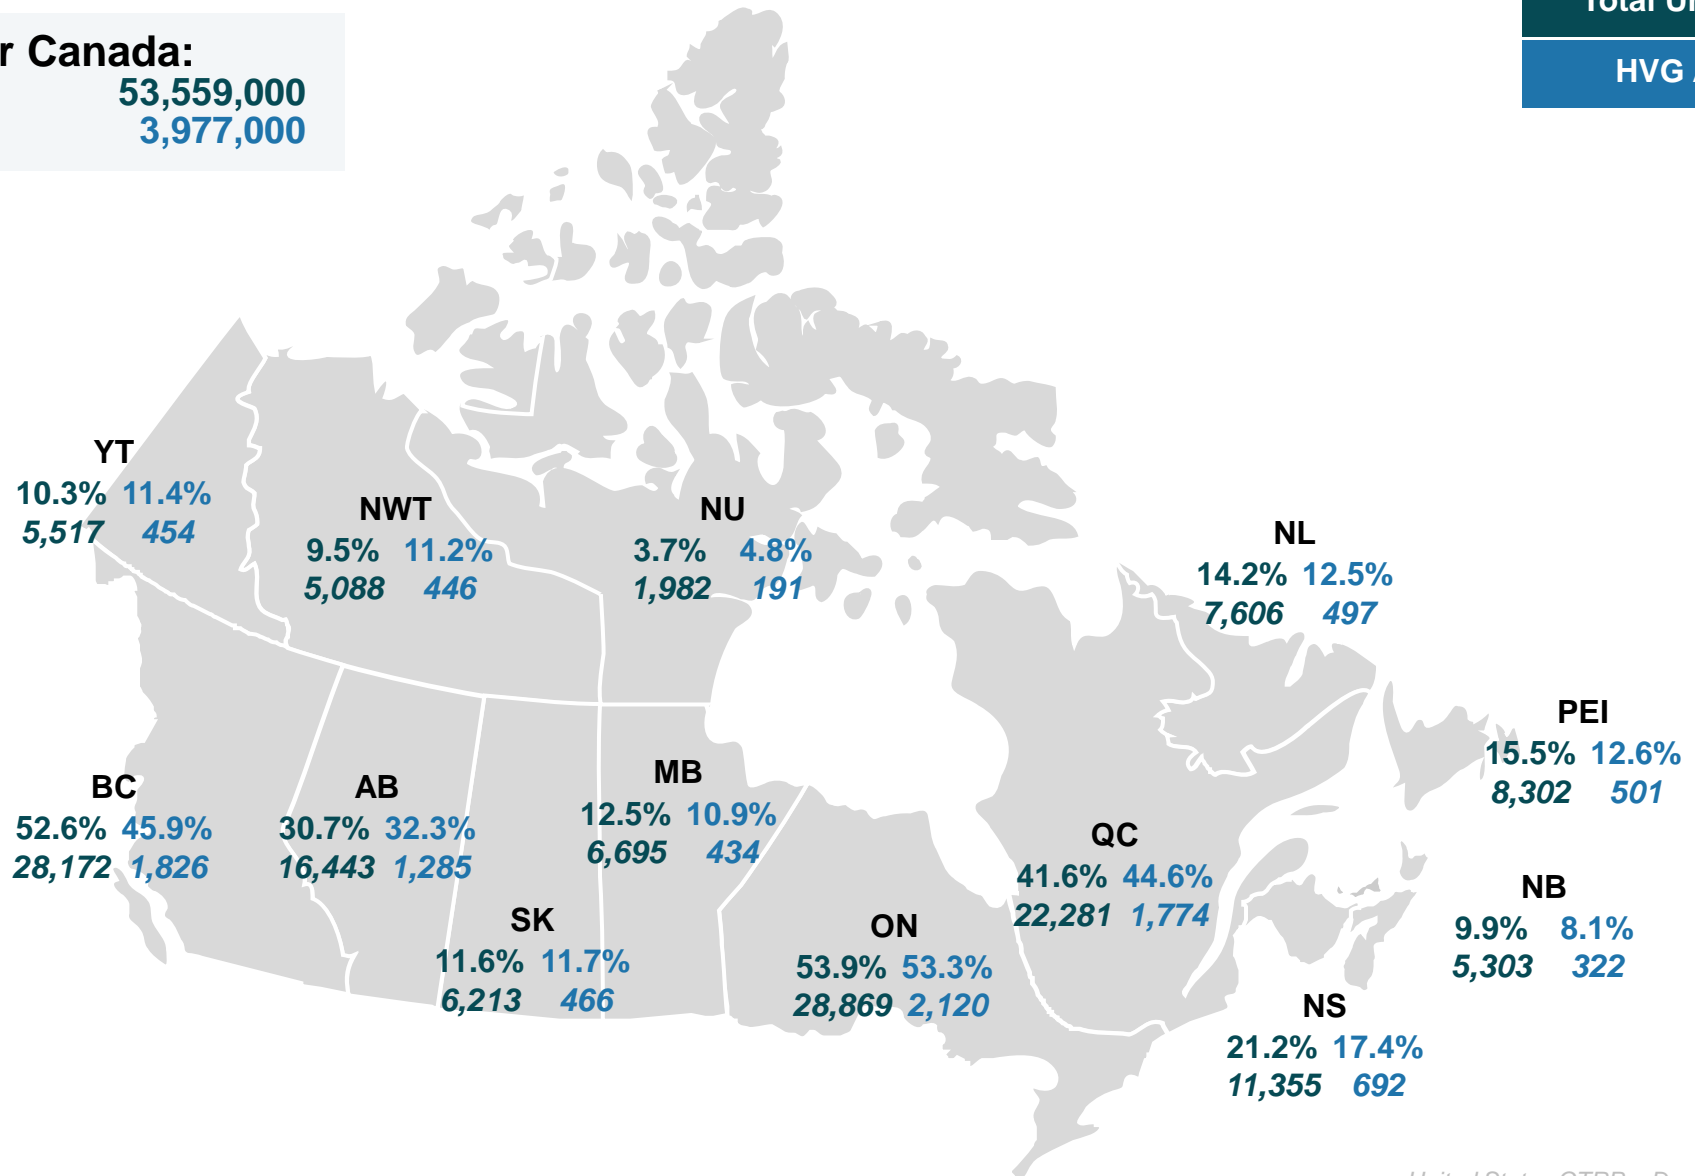 r Canada:
53,559,000
3,977,000
Total
HVG
YT
10.3% 11.4%
5,517 454
NWT
9.5% 11.2%
5,088 446
NU
3.7% 4.8%
1,982 191
NL
14.2% 12.5%
7,606 497
PEI
15.5% 12.6%
8,302 501
BC
52.6% 45.9%
28,172 1,826
AB
30.7% 32.3%
16,443 1,285
MB
12.5% 10.9%
6,695 434
QC
41.6% 44.6%
22,281 1,774
NB
9.9% 8.1%
5,303 322
SK
11.6% 11.7%
6,213 466
ON
53.9% 53.3%
28,869 2,120
NS
21.2% 17.4%
11,355 692